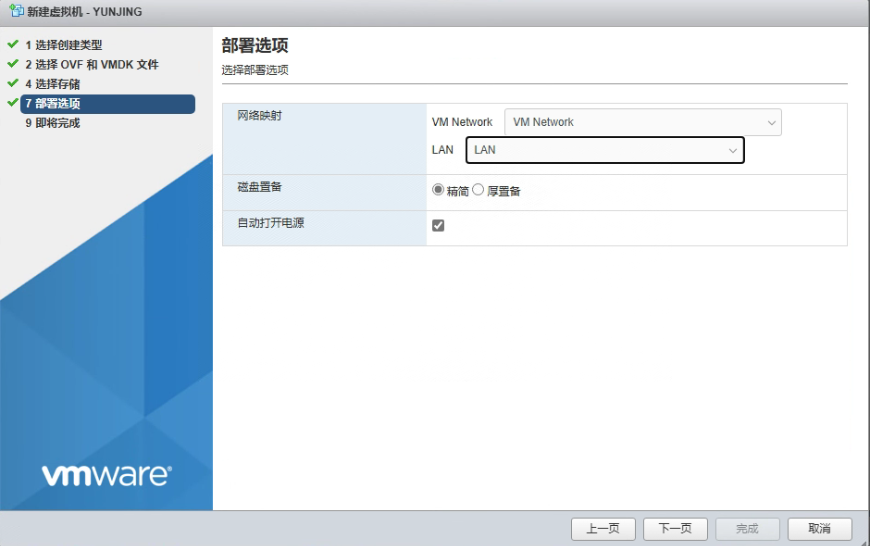 新建虚拟机 - YUNJING
1 选择创建类型
2 选择 OVF 和 VMDK 文件
4 选择存储
7 部署选项
9 即将完成
部署选项
选择部署选项
网络映射
VM Network VM Network
LAN LAN
磁盘置备
精简 厚置备
自动打开电源
vmware®
上一页 下一页 完成 取消